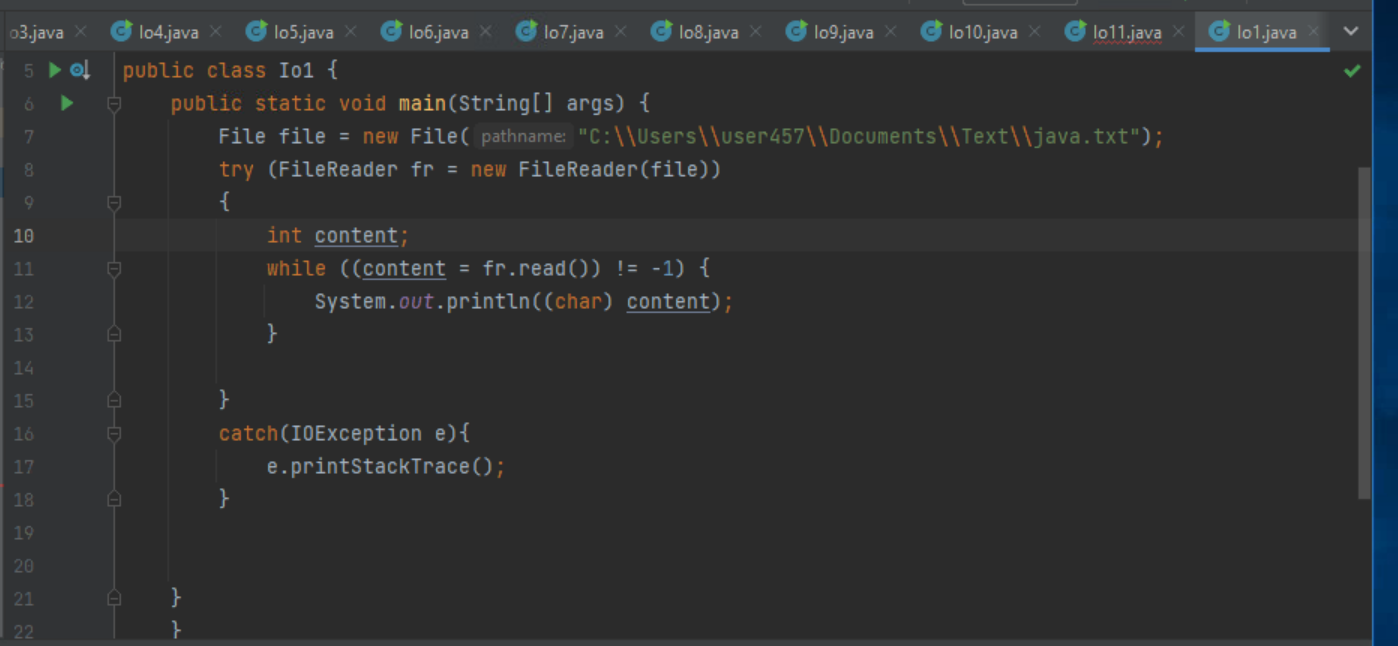 o3.java Io4.java Io5.java Io6.java Io7.java Io8.java Io9.java Io10.java Io11.java Io1.java
5 public class Io1 {
6 public static void main(String[] args) {
7 File file = new File( pathname: "C:\\Users\\user457\\Documents\\Text\\java.txt");
8 try (FileReader fr = new FileReader(file))
9 {
10 int content;
11 while ((content = fr.read()) != -1) {
12 System.out.println((char) content);
13 }
14
15 }
16 catch(IOException e){
17 e.printStackTrace();
18 }
19
20
21 }
22 }